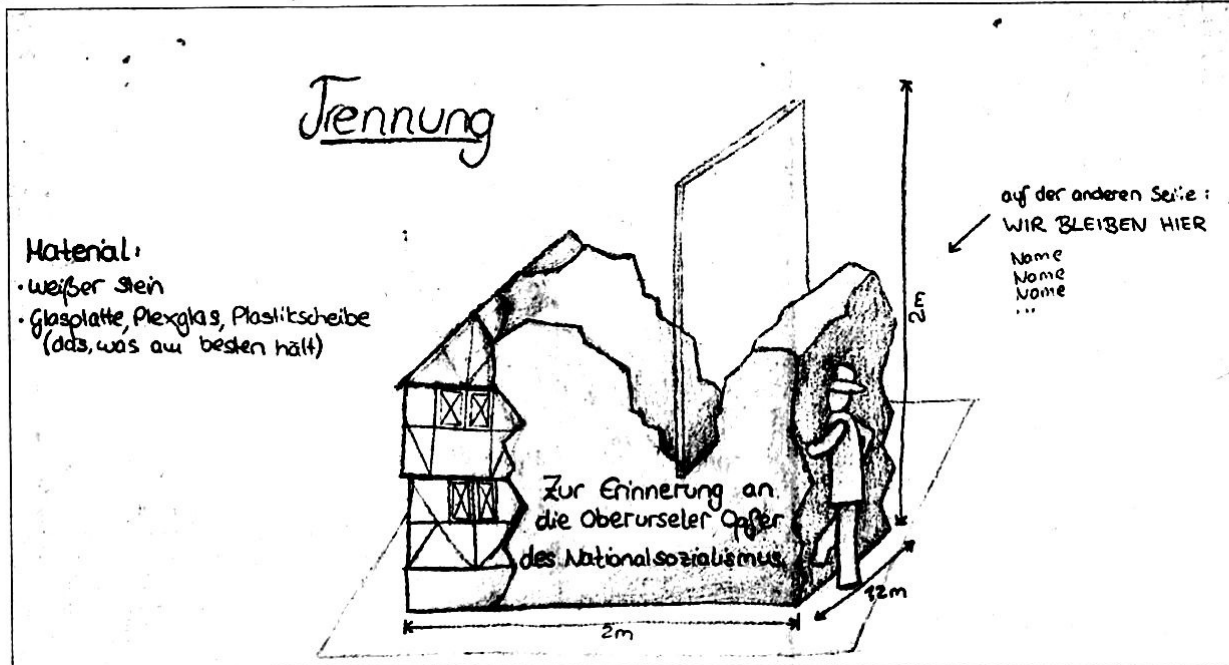 Trennung
Material:
· weißer Stein
· Glasplatte, Plexglas, Plastikscheibe
(das, was am besten hält)
auf der anderen Seite:
WIR BLEIBEN HIER
Name
Name
Name
...
2m
Zur Erinnerung an
die Oberurseler Opfer
des Nationalsozialismus
12m
2m